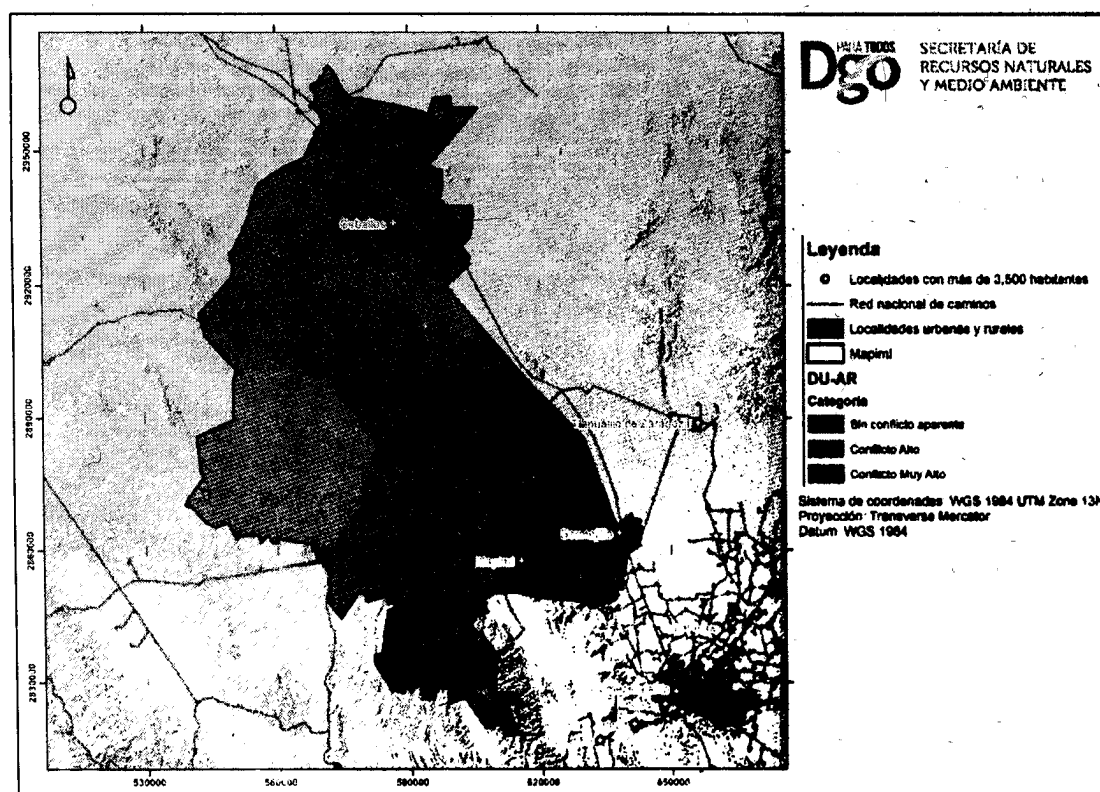 Dgo
PARA TODOS
SECRETARÍA DE
RECURSOS NATURALES
Y MEDIO AMBIENTE
Leyenda
Localidades con más de 3,500 habitantes
Red nacional de caminos
Localidades urbanas y rurales
Mapimí
DU-AR
Categoría
Sin conflicto aparente
Conflicto Alto
Conflicto Muy Alto
Sistema de coordenadas WGS 1984 UTM Zone 13N
Proyección: Transverse Mercator
Datum WGS 1984
Ceballos
Mapimí
2950000
2920000
2890000
2860000
2830000
530000
560000
590000
620000
650000